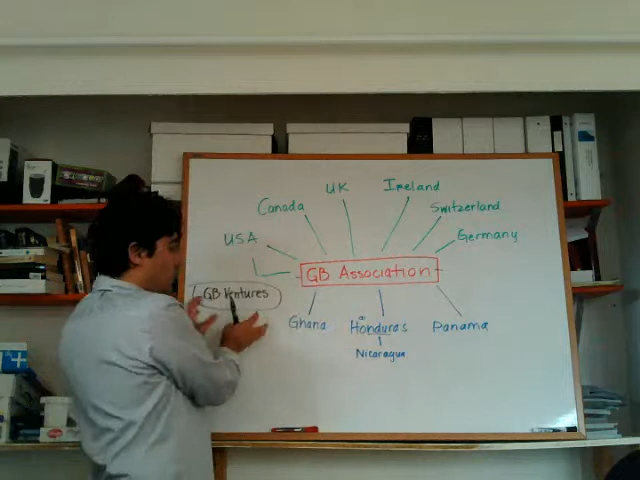 UK
Ireland
Canada
Switzerland
USA
Germany
GB Association
GB Ventures
Ghana
Honduras
Panama
Nicaragua